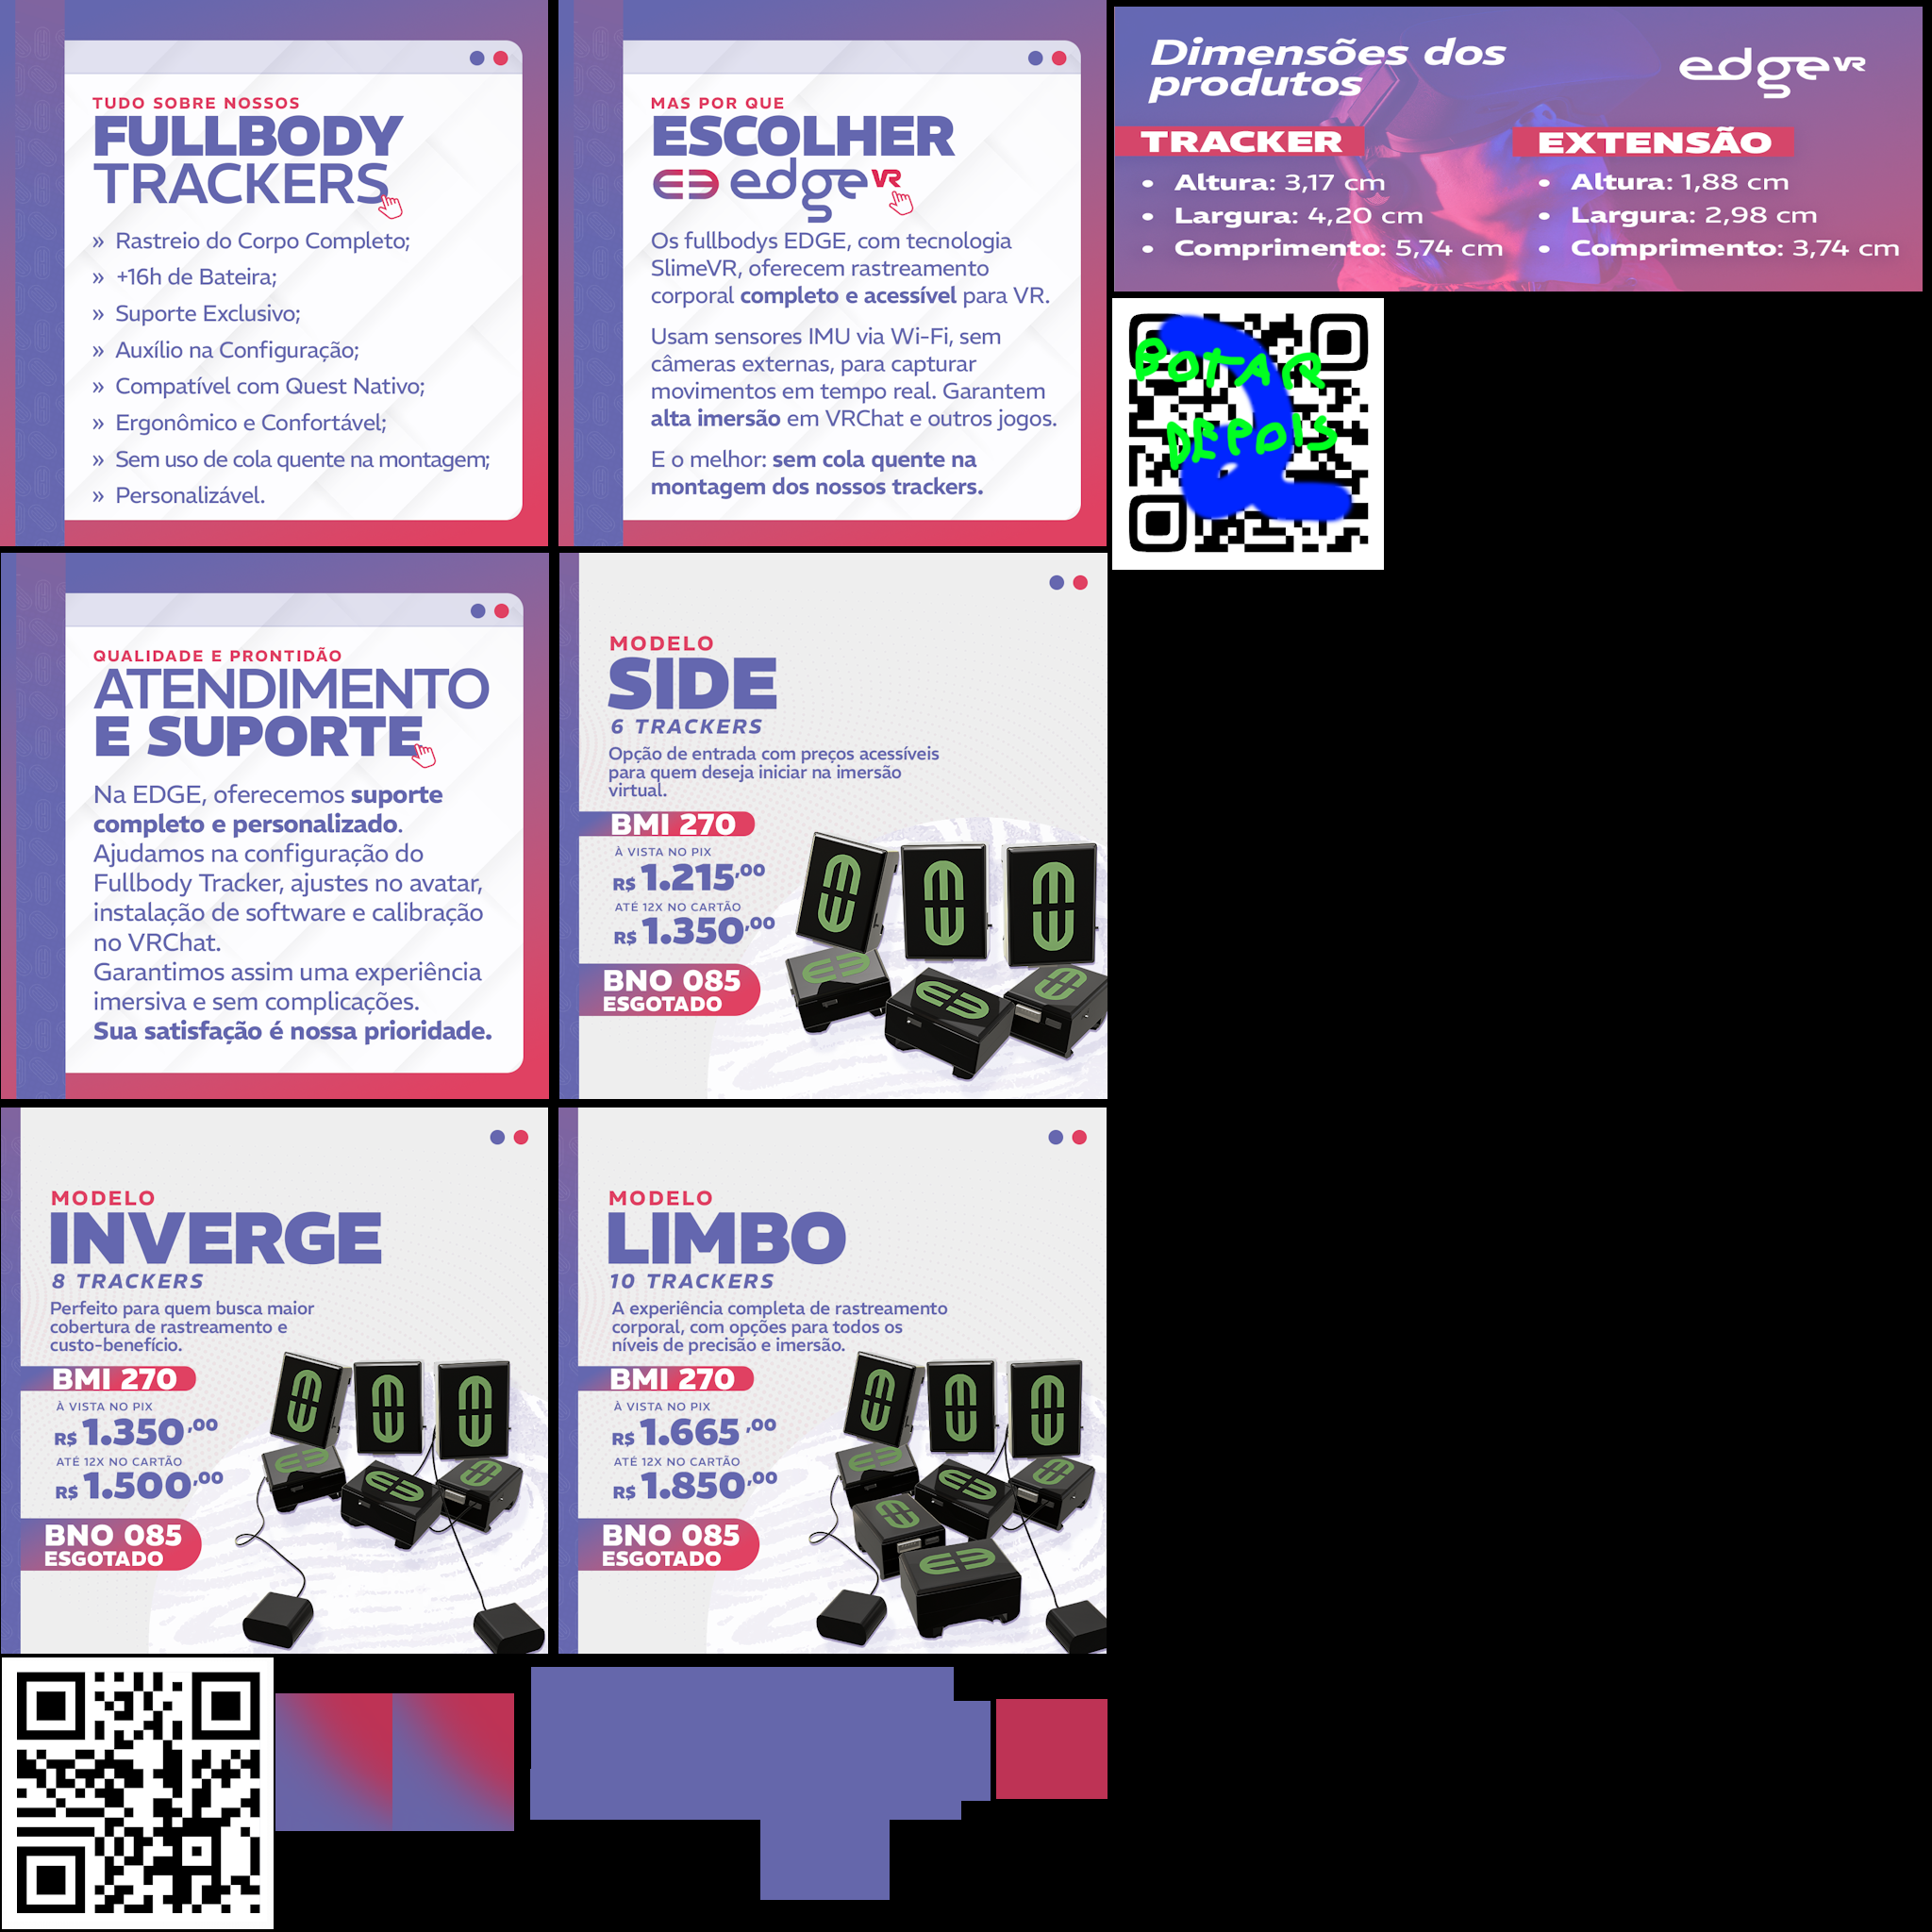 TUDO SOBRE NOSSOS
FULLBODY
TRACKERS
» Rastreio do Corpo Completo;
» +16h de Bateira;
» Suporte Exclusivo;
» Auxílio na Configuração;
» Compatível com Quest Nativo;
» Ergonômico e Confortável;
» Sem uso de cola quente na montagem;
» Personalizável.
MAS POR QUE
ESCOLHER
edge VR
Os fullbodys EDGE, com tecnologia
SlimeVR, oferecem rastreamento
corporal completo e acessível para VR.
Usam sensores IMU via Wi-Fi, sem
câmeras externas, para capturar
movimentos em tempo real. Garantem
alta imersão em VRChat e outros jogos.
E o melhor: sem cola quente na
montagem dos nossos trackers.
Dimensões dos
produtos
edge VR
TRACKER
• Altura: 3,17 cm
• Largura: 4,20 cm
• Comprimento: 5,74 cm
EXTENSÃO
• Altura: 1,88 cm
• Largura: 2,98 cm
• Comprimento: 3,74 cm
BOTAR
DEPOIS
QUALIDADE E PRONTIDÃO
ATENDIMENTO
E SUPORTE
Na EDGE, oferecemos suporte
completo e personalizado.
Ajudamos na configuração do
Fullbody Tracker, ajustes no avatar,
instalação de software e calibração
no VRChat.
Garantimos assim uma experiência
imersiva e sem complicações.
Sua satisfação é nossa prioridade.
MODELO
SIDE
6 TRACKERS
Opção de entrada com preços acessíveis
para quem deseja iniciar na imersão
virtual.
BMI 270
À VISTA NO PIX
R$ 1.215,00
ATÉ 12X NO CARTÃO
R$ 1.350,00
BNO 085
ESGOTADO
MODELO
INVERGE
8 TRACKERS
Perfeito para quem busca maior
cobertura de rastreamento e
custo-benefício.
BMI 270
À VISTA NO PIX
R$ 1.350,00
ATÉ 12X NO CARTÃO
R$ 1.500,00
BNO 085
ESGOTADO
MODELO
LIMBO
10 TRACKERS
A experiência completa de rastreamento
corporal, com opções para todos os
níveis de precisão e imersão.
BMI 270
À VISTA NO PIX
R$ 1.665,00
ATÉ 12X NO CARTÃO
R$ 1.850,00
BNO 085
ESGOTADO